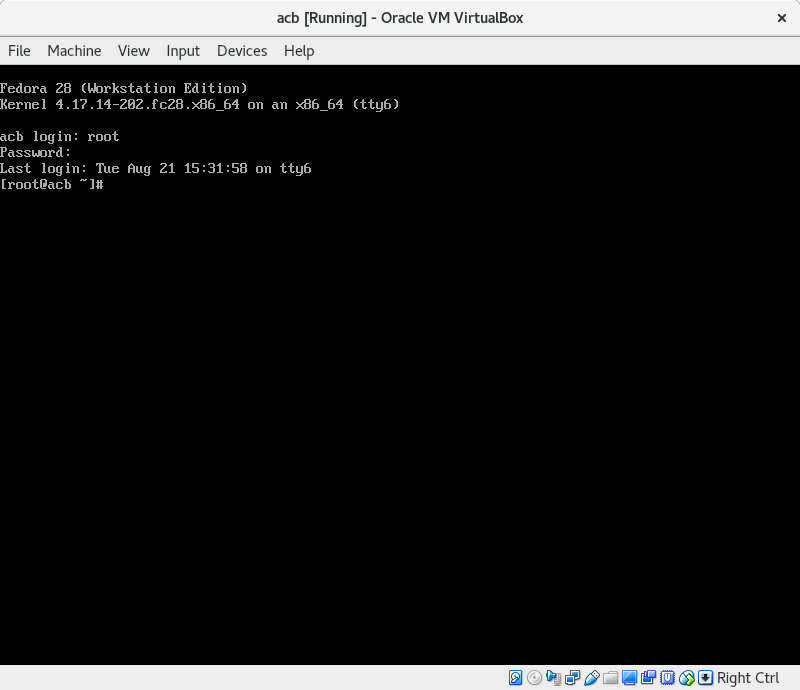 acb [Running] - Oracle VM VirtualBox
File Machine View Input Devices Help
Fedora 28 (Workstation Edition)
Kernel 4.17.14-202.fc28.x86_64 on an x86_64 (tty6)
acb login: root
Password:
Last login: Tue Aug 21 15:31:58 on tty6
[root@acb ~]#
Right Ctrl